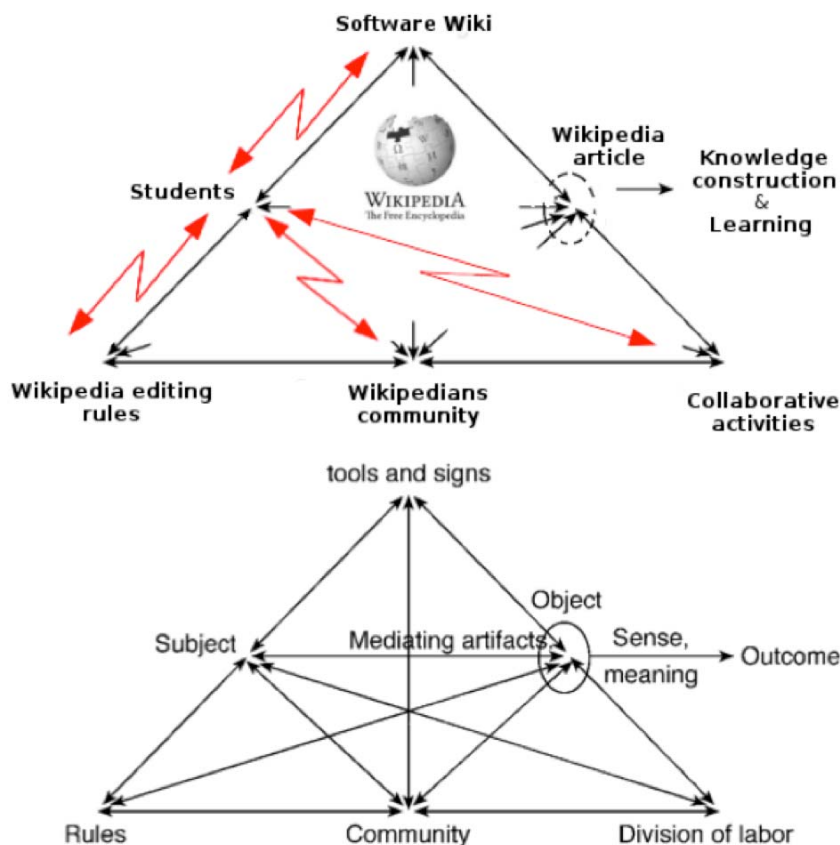 Software Wiki
Wikipedia
article
Knowledge
construction
&
Learning
Students
WIKIPEDIA
The Free Encyclopedia
Wikipedia editing
rules
Wikipedians
community
Collaborative
activities
tools and signs
Object
Subject
Mediating artifacts
Sense,
meaning
Outcome
Rules
Community
Division of labor